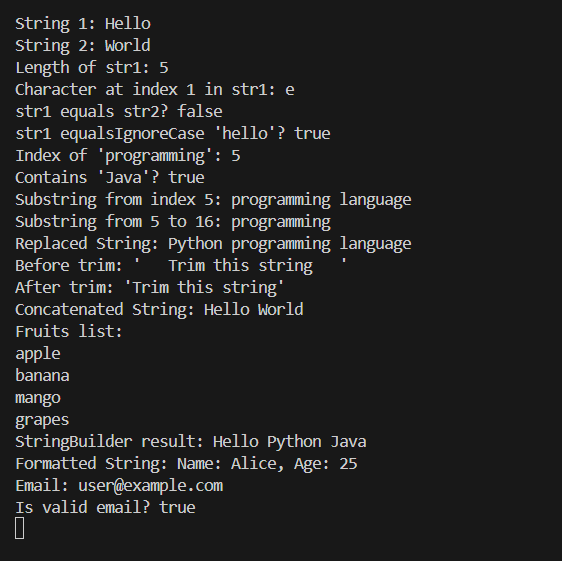 String 1: Hello
String 2: World
Length of str1: 5
Character at index 1 in str1: e
str1 equals str2? false
str1 equalsIgnoreCase 'hello'? true
Index of 'programming': 5
Contains 'Java'? true
Substring from index 5: programming language
Substring from 5 to 16: programming
Replaced String: Python programming language
Before trim: '   Trim this string   '
After trim: 'Trim this string'
Concatenated String: Hello World
Fruits list:
apple
banana
mango
grapes
StringBuilder result: Hello Python Java
Formatted String: Name: Alice, Age: 25
Email: user@example.com
Is valid email? true